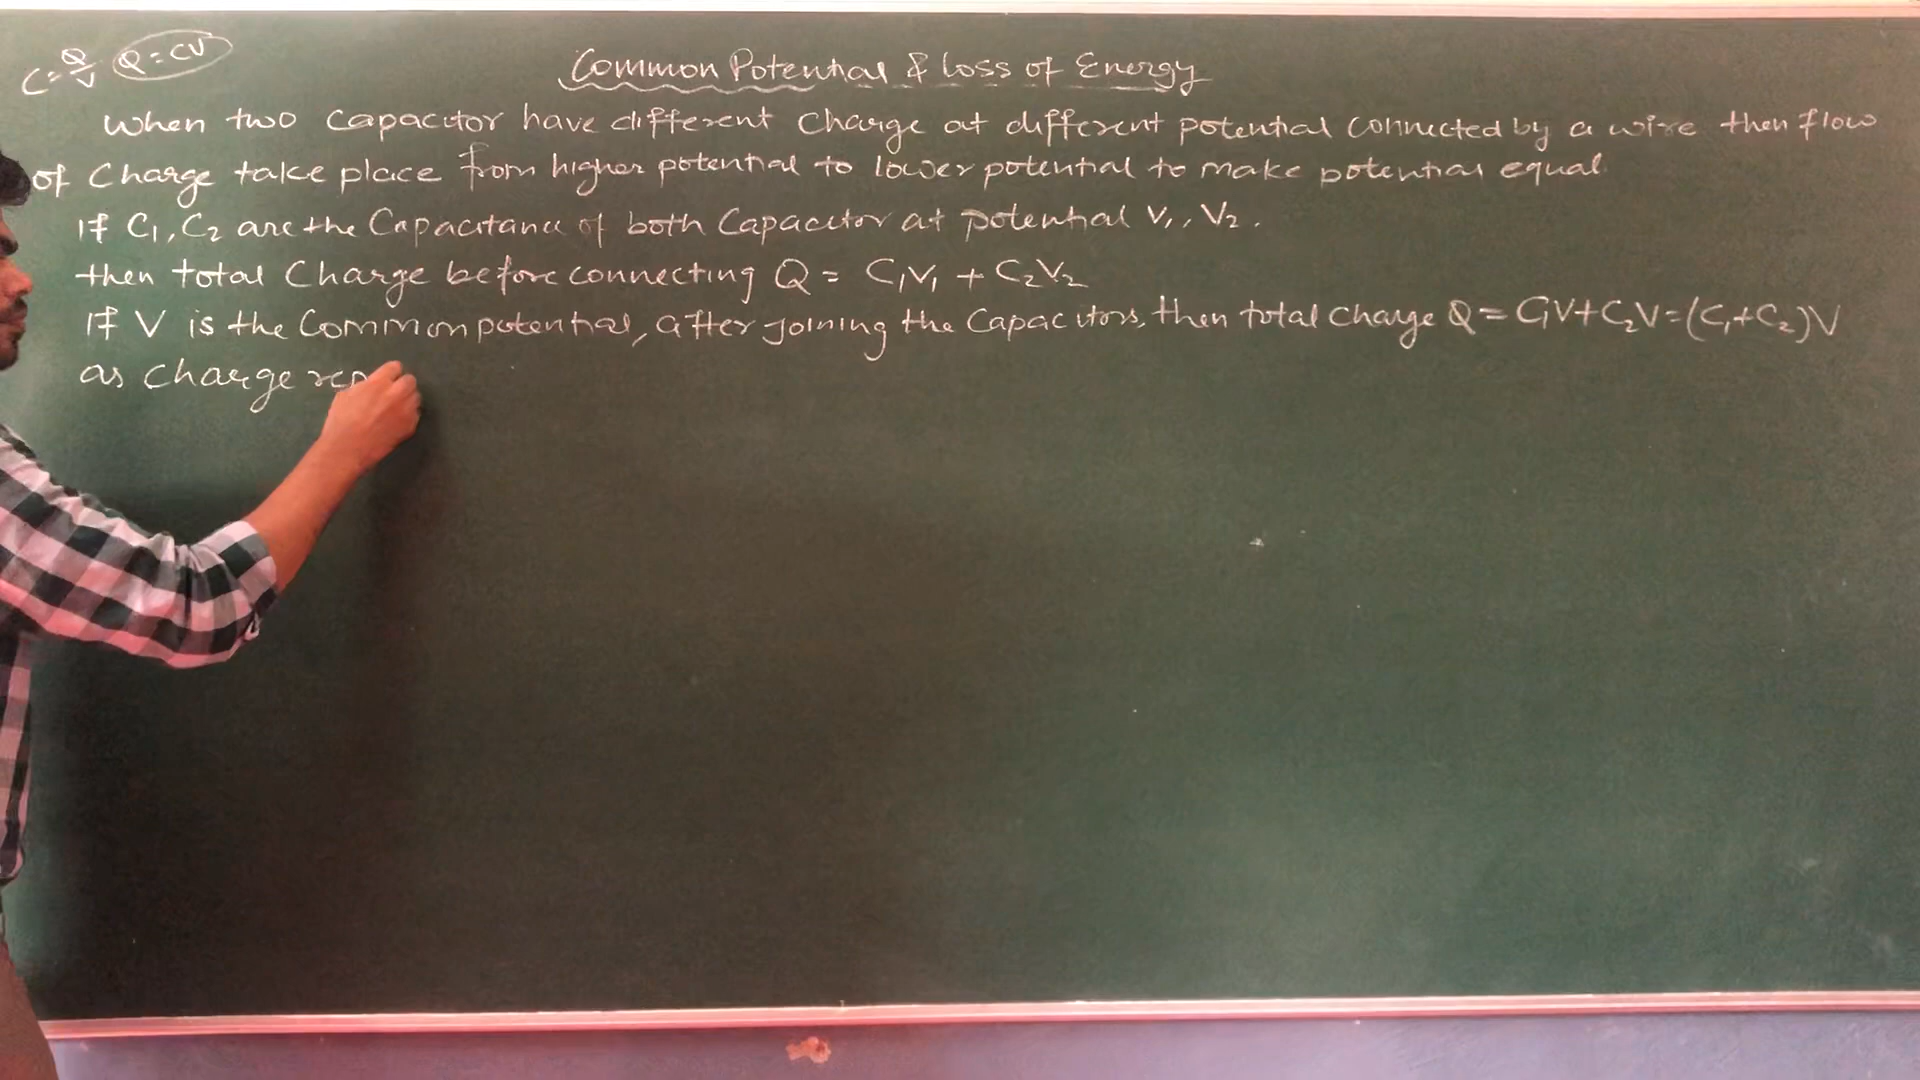 C = Q/V Q = CV
Common Potential & Loss of Energy
When two Capacitor have different Charge at different potential connected by a wire then flow
of Charge take place from higher potential to lower potential to make potential equal.
If C₁, C₂ are the Capacitance of both Capacitor at potential V₁, V₂.
then total Charge before connecting Q = C₁V₁ + C₂V₂
If V is the Common potential, after joining the Capacitors, then total charge Q = C₁V + C₂V = (C₁ + C₂)V
as charge